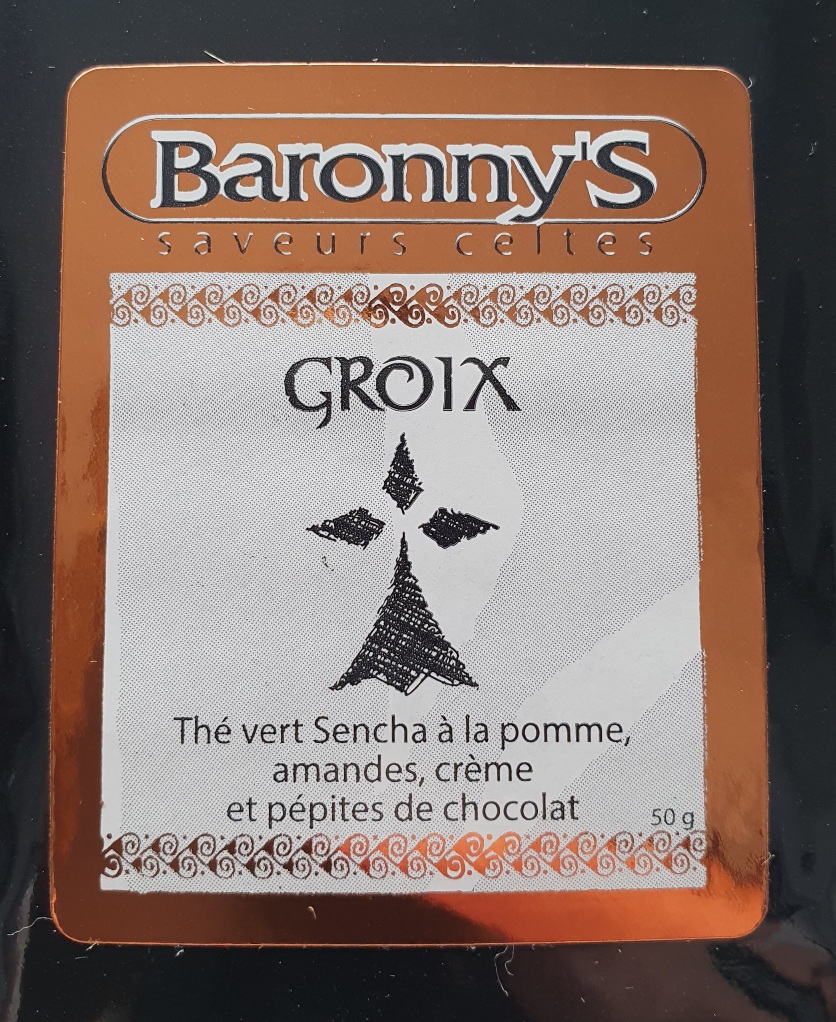 Baronny'S
saveurs celtes
GROIX
Thé vert Sencha à la pomme,
amandes, crème
et pépites de chocolat
50 g